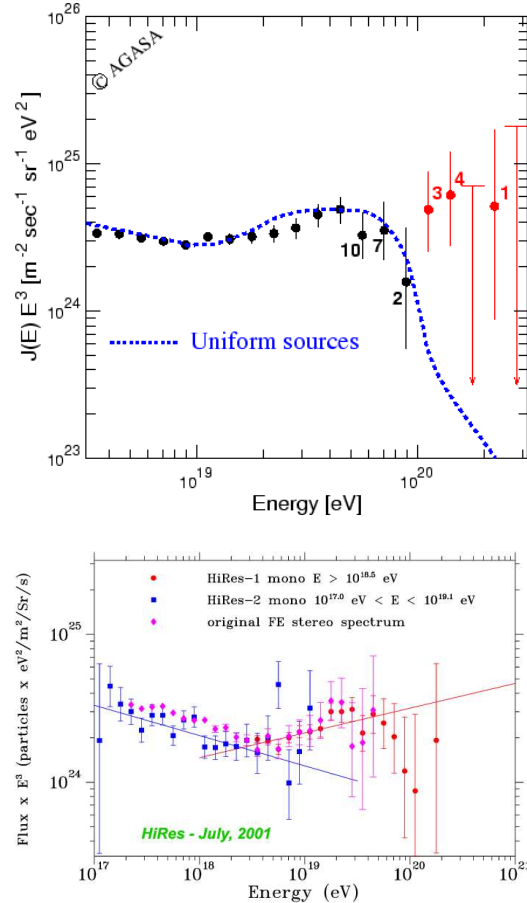 10^26
© AGASA
10^25
10^24
10^23
J(E) E^3 [m^-2 sec^-1 sr^-1 eV^2]
10
7
2
3
4
1
Uniform sources
10^19
10^20
Energy [eV]
HiRes-1 mono E > 10^18.5 eV
HiRes-2 mono 10^17.0 eV < E < 10^19.1 eV
original FE stereo spectrum
10^25
10^24
Flux x E^3 (particles x eV^2/m^2/Sr/s)
HiRes - July, 2001
10^17
10^18
10^19
10^20
10^21
Energy (eV)